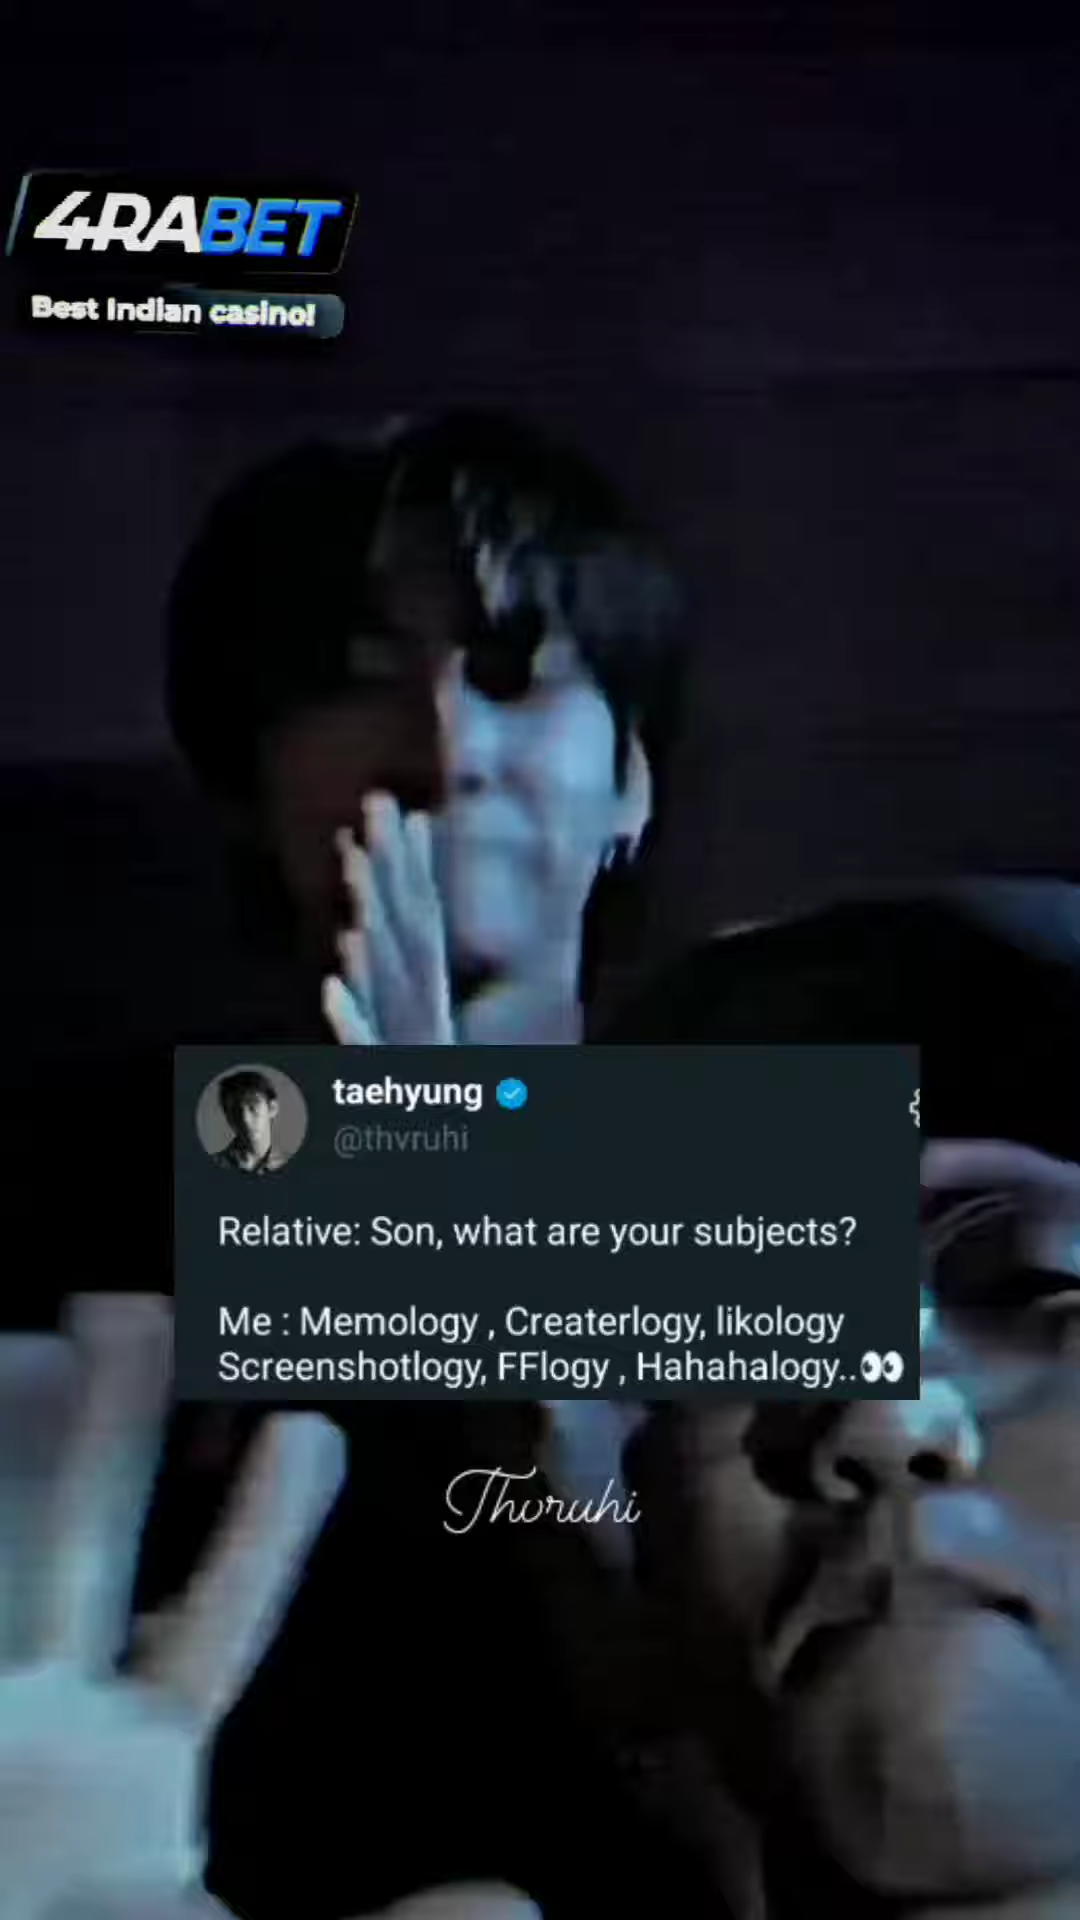 4RABET
Best Indian casino!
taehyung
@thvruhi
Relative: Son, what are your subjects?
Me : Memology , Createrlogy, likology
Screenshotlogy, FFlogy , Hahahalogy..👀
Thvruhi